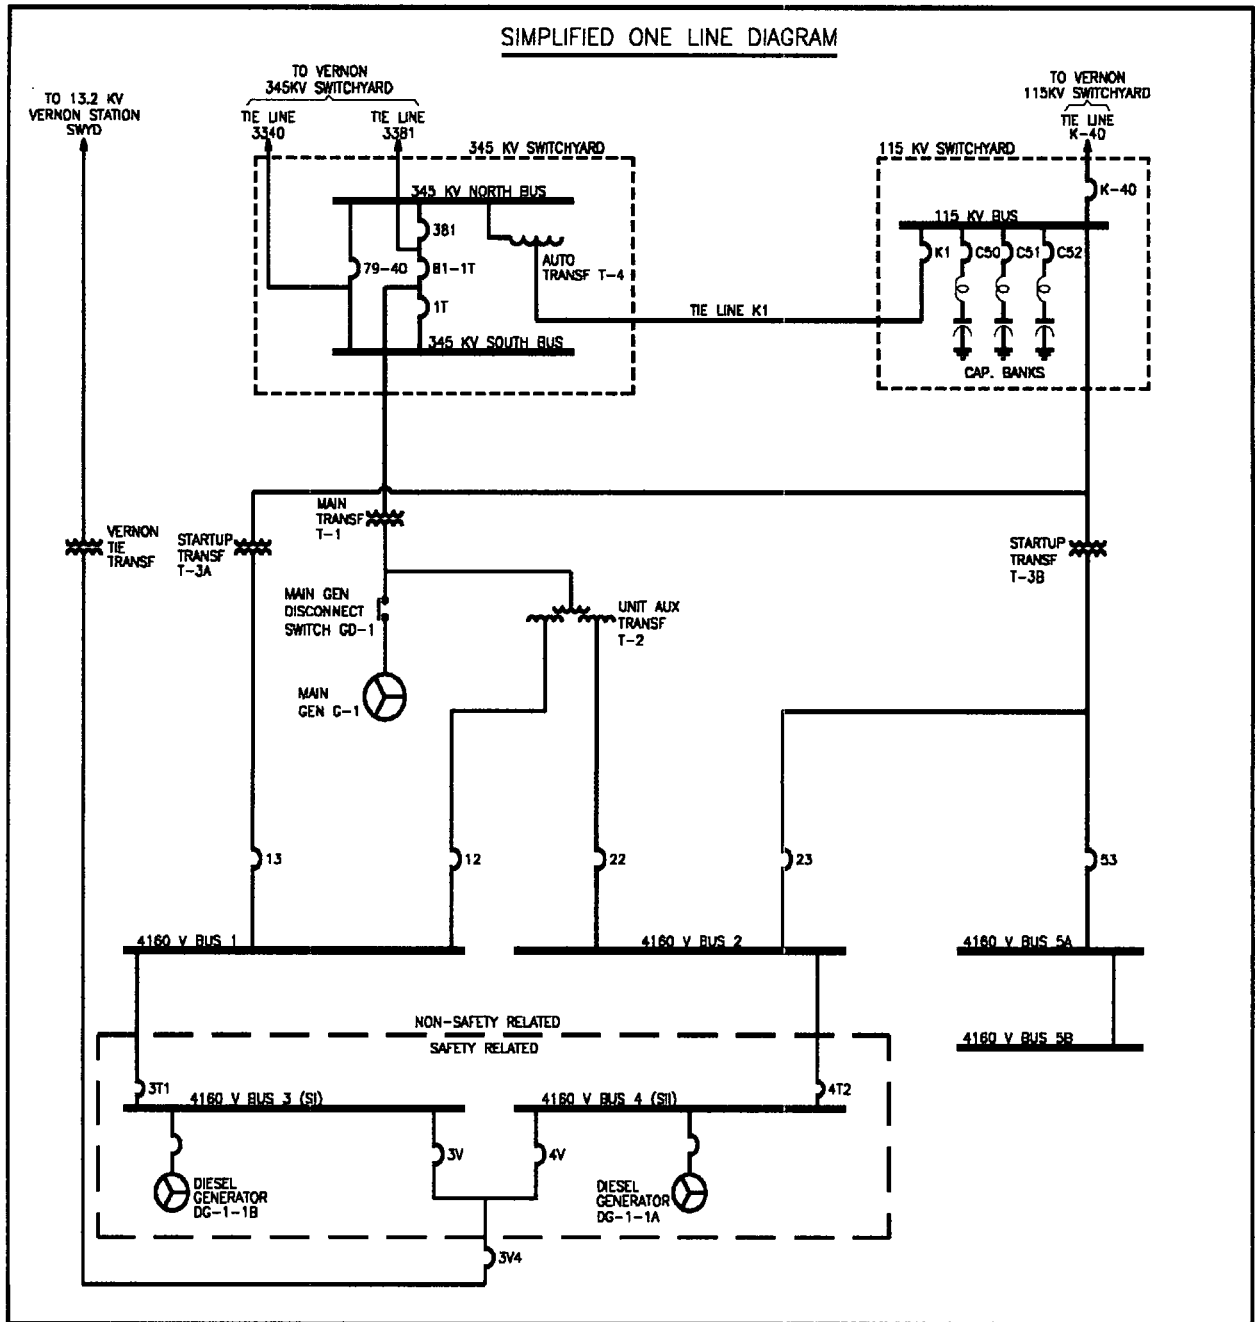 SIMPLIFIED ONE LINE DIAGRAM
TO 13.2 KV
VERNON STATION
SWYD
TO VERNON
345KV SWITCHYARD
TIE LINE
3340
TIE LINE
3381
TO VERNON
115KV SWITCHYARD
TIE LINE
K-40
345 KV SWITCHYARD
115 KV SWITCHYARD
345 KV NORTH BUS
K-40
115 KV BUS
381
79-40
81-1T
1T
AUTO
TRANSF T-4
K1
C50
C51
C52
TIE LINE K1
345 KV SOUTH BUS
CAP. BANKS
VERNON
TIE
TRANSF
STARTUP
TRANSF
T-3A
MAIN
TRANSF
T-1
STARTUP
TRANSF
T-3B
MAIN GEN
DISCONNECT
SWITCH GD-1
UNIT AUX
TRANSF
T-2
MAIN
GEN G-1
13
12
22
23
53
4160 V BUS 1
4160 V BUS 2
4160 V BUS 5A
NON-SAFETY RELATED
SAFETY RELATED
4160 V BUS 5B
3T1
4160 V BUS 3 (SI)
4160 V BUS 4 (SII)
4T2
3V
4V
DIESEL
GENERATOR
DG-1-1B
DIESEL
GENERATOR
DG-1-1A
3V4